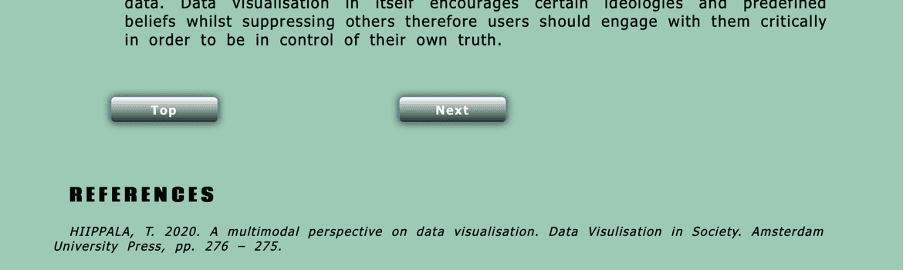 data. Data visualisation in itself encourages certain ideologies and predefined
beliefs whilst suppressing others therefore users should engage with them critically
in order to be in control of their own truth.
Top
Next
REFERENCES
HIIPPALA, T. 2020. A multimodal perspective on data visualisation. Data Visulisation in Society. Amsterdam
University Press, pp. 276 – 275.